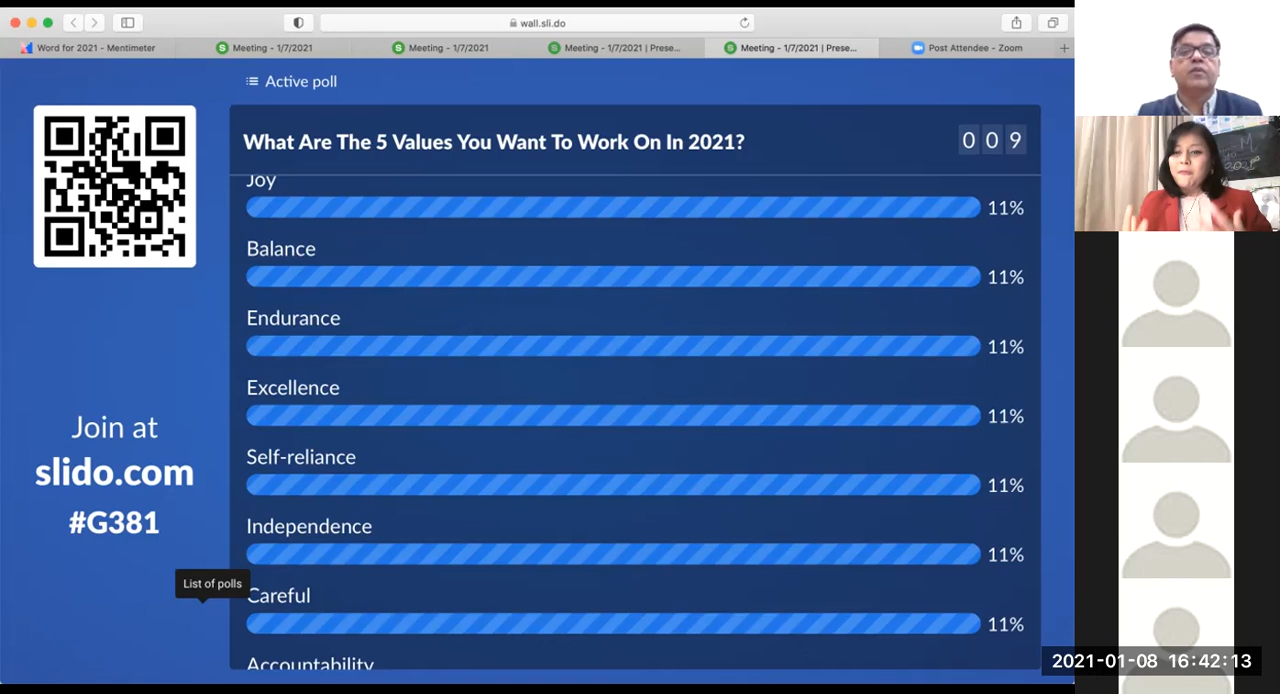 wall.sli.do
Word for 2021 - Mentimeter
Meeting - 1/7/2021
Meeting - 1/7/2021
Meeting - 1/7/2021 | Prese...
Meeting - 1/7/2021 | Prese...
Post Attendee - Zoom
Active poll
What Are The 5 Values You Want To Work On In 2021?
009
Joy
11%
Balance
11%
Endurance
11%
Excellence
11%
Self-reliance
11%
Independence
11%
Careful
11%
Accountability
Join at
slido.com
#G381
List of polls
2021-01-08 16:42:13